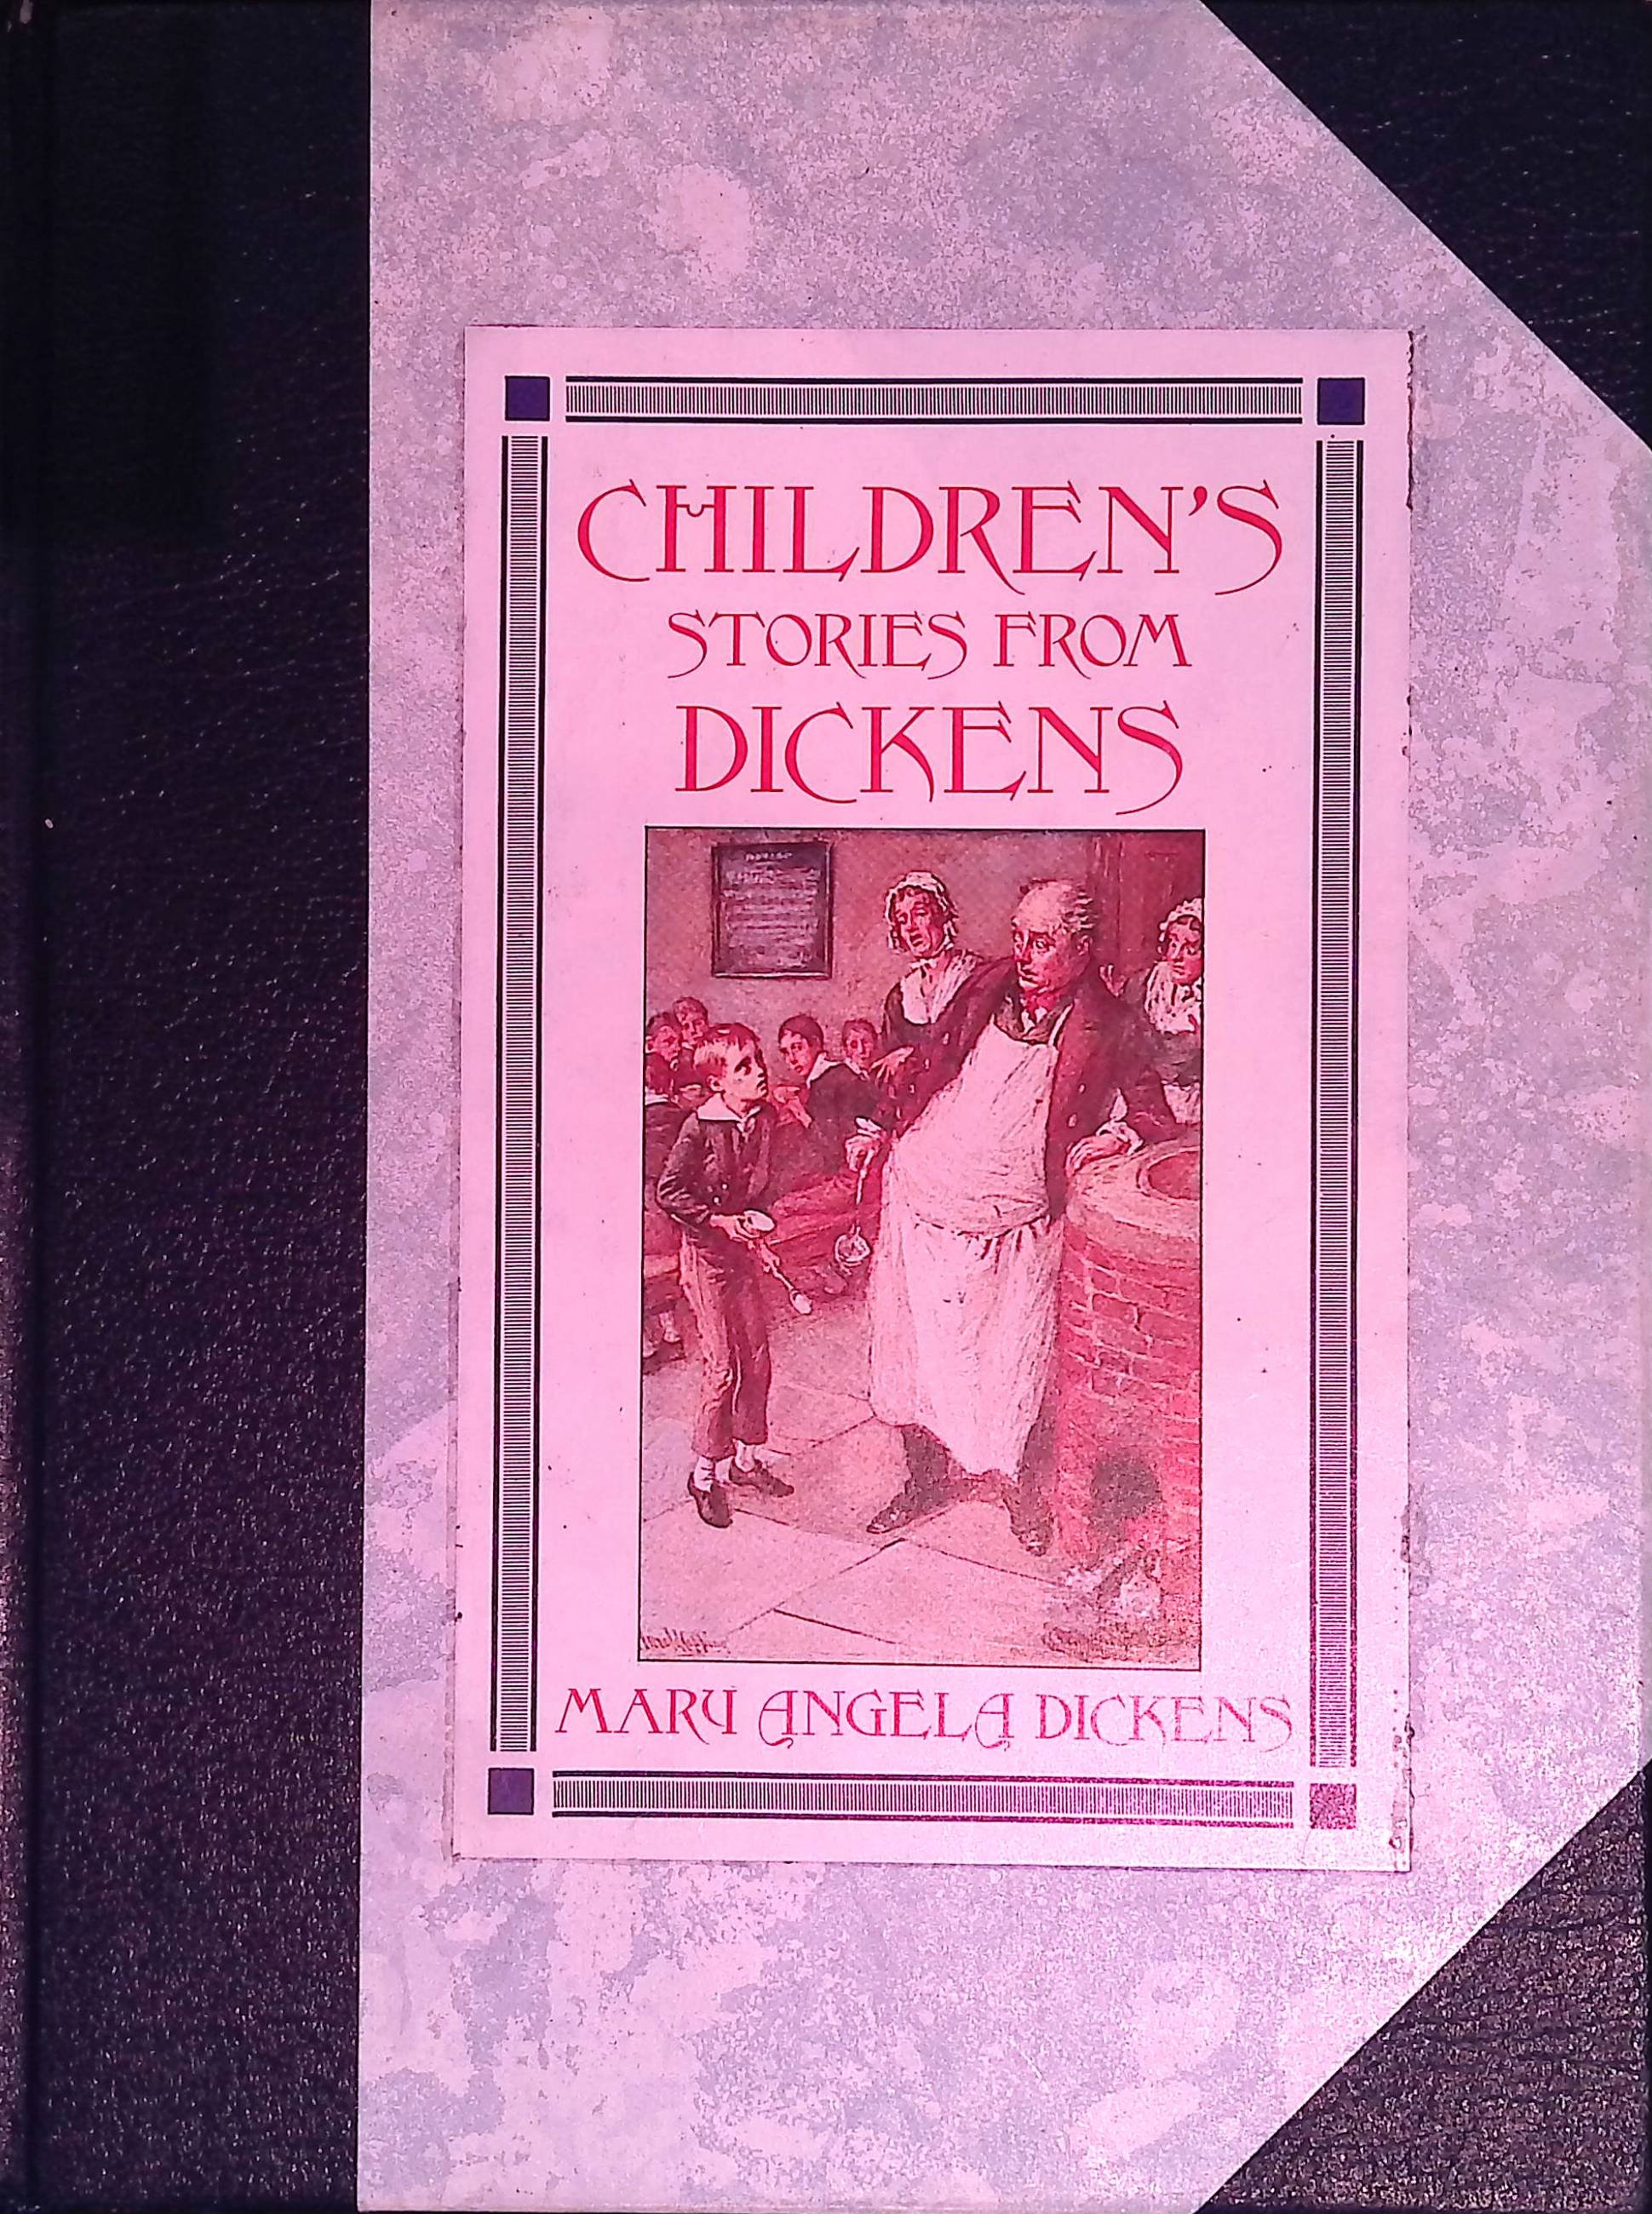 CHILDREN'S
STORIES FROM
DICKENS
MARY ANGELA DICKENS